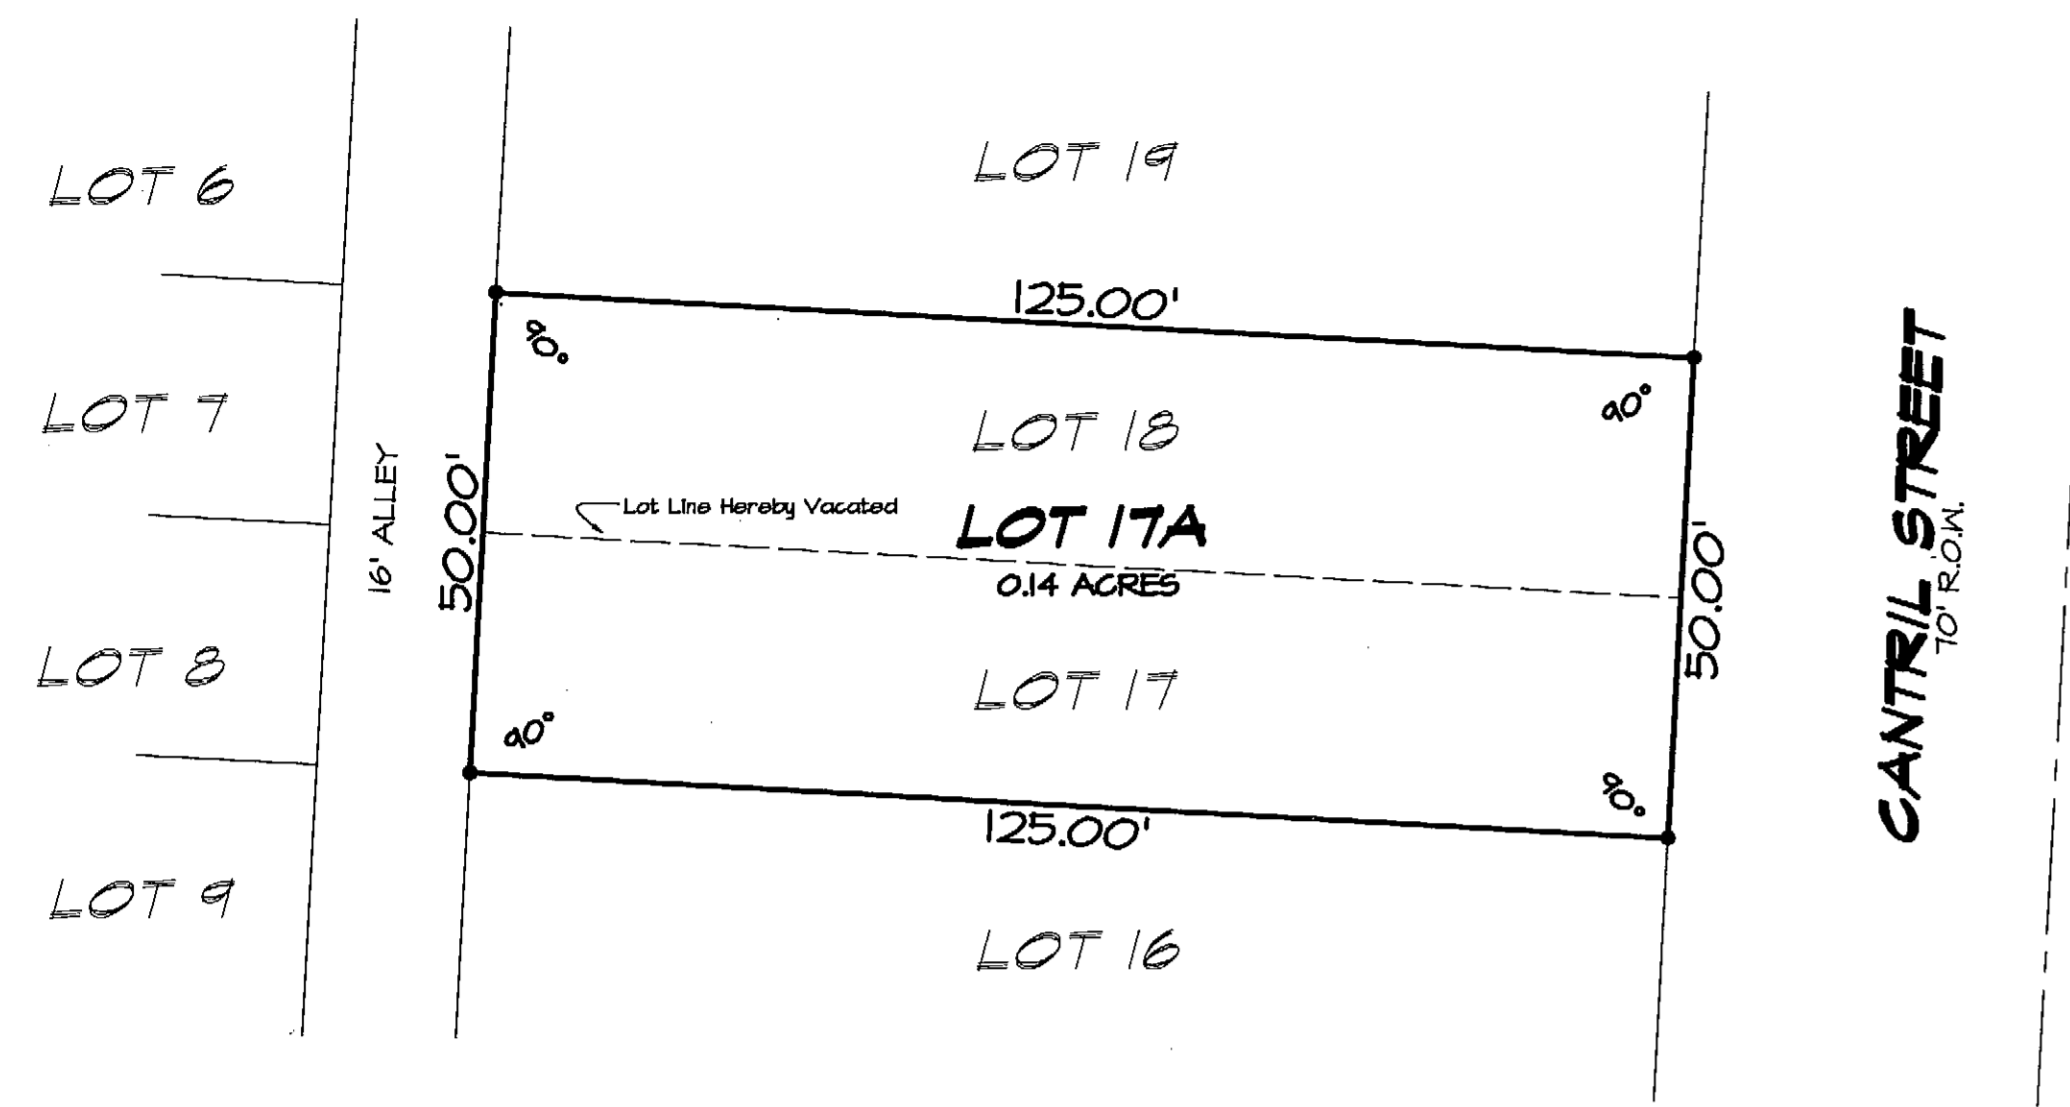 LOT 19
LOT 6
125.00'
90°
90°
LOT 7
LOT 18
16' ALLEY
50.00'
Lot Line Hereby Vacated
LOT 17A
0.14 ACRES
50.00'
CANTRIL STREET
70' R.O.W.
LOT 8
LOT 17
90°
90°
125.00'
LOT 9
LOT 16